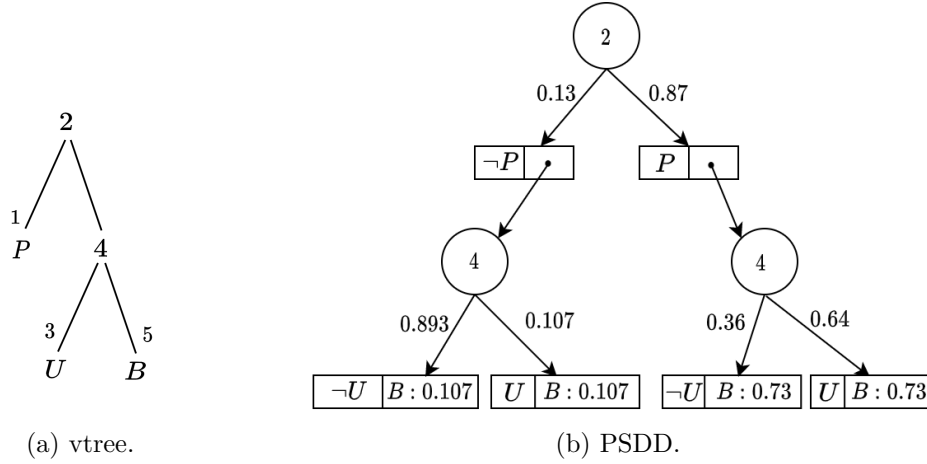 2
0.13 0.87
2
¬P P
1
P 4
4 4
3 5
0.893 0.107 0.36 0.64
U B
¬U B : 0.107 U B : 0.107 ¬U B : 0.73 U B : 0.73
(a) vtree. (b) PSDD.